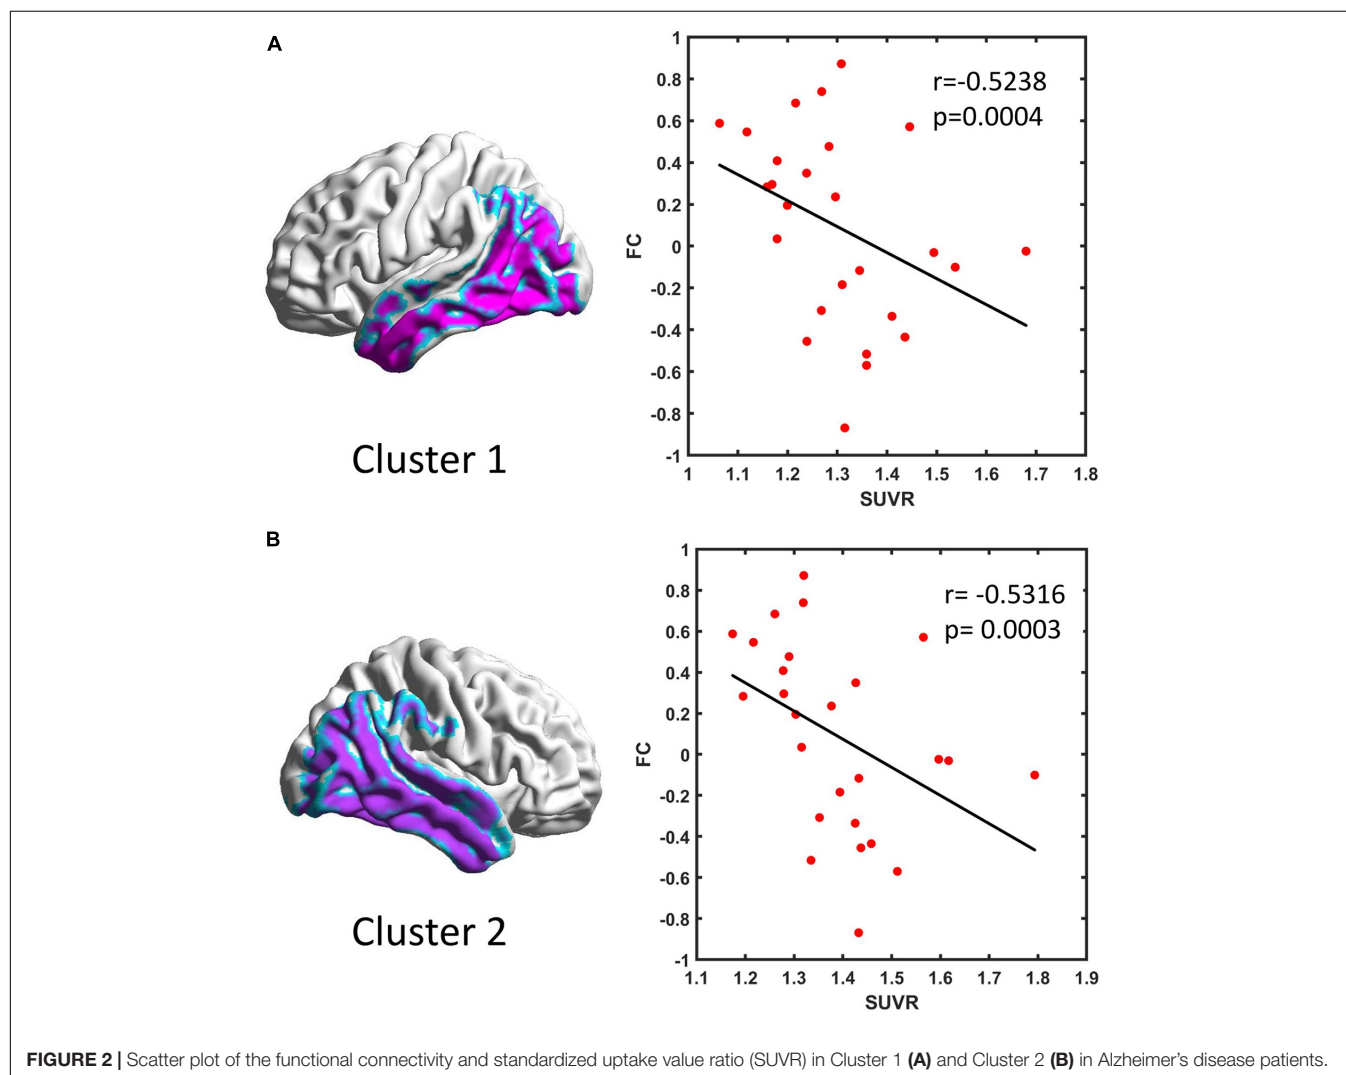 A
1
0.8
0.6
0.4
0.2
0
-0.2
-0.4
-0.6
-0.8
-1
FC
r=-0.5238
p=0.0004
1 1.1 1.2 1.3 1.4 1.5 1.6 1.7 1.8
SUVR
Cluster 1
B
1
0.8
0.6
0.4
0.2
0
-0.2
-0.4
-0.6
-0.8
-1
FC
r= -0.5316
p= 0.0003
1.1 1.2 1.3 1.4 1.5 1.6 1.7 1.8 1.9
SUVR
Cluster 2
FIGURE 2 | Scatter plot of the functional connectivity and standardized uptake value ratio (SUVR) in Cluster 1 (A) and Cluster 2 (B) in Alzheimer's disease patients.